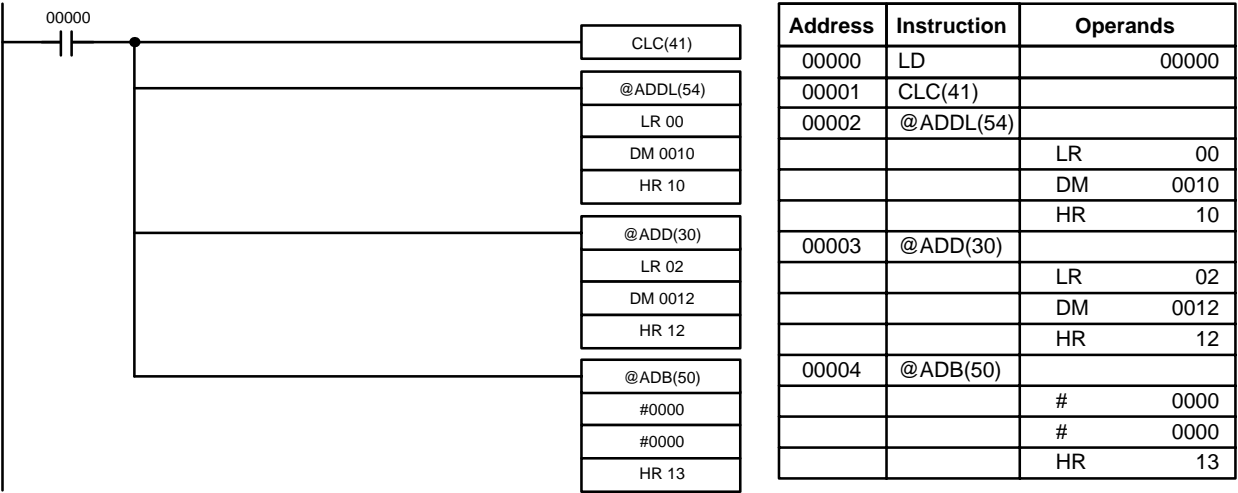 00000
CLC(41)
@ADDL(54)
LR 00
DM 0010
HR 10
@ADD(30)
LR 02
DM 0012
HR 12
@ADB(50)
#0000
#0000
HR 13
Address Instruction Operands
00000 LD 00000
00001 CLC(41)
00002 @ADDL(54)
LR 00
DM 0010
HR 10
00003 @ADD(30)
LR 02
DM 0012
HR 12
00004 @ADB(50)
# 0000
# 0000
HR 13